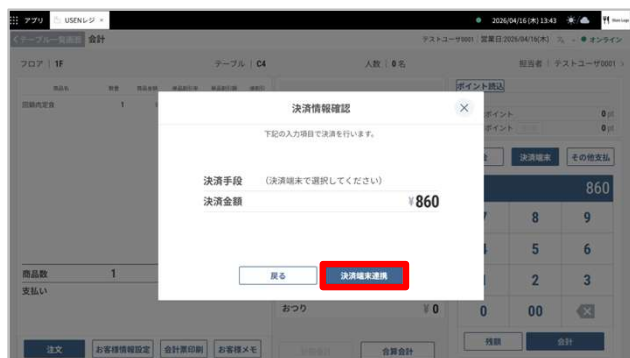 アプリ USENレジ ×
2026/04/16(木) 13:43
テーブル一覧画面 会計
テストユーザ0001 営業日:2026/04/16(木) オンライン
フロア 1F テーブル C4 人数 0 名 担当者 テストユーザ0001
商品名 数量
ポイント読込
決済情報確認 ×
回鍋肉定食 1
ポイント 0 pt
ポイント 0 pt
下記の入力項目で決済を行います。
決済端末 その他支払
決済手段 (決済端末で選択してください)
決済金額 ¥860
860
7 8 9
5 6
戻る 決済端末連携
商品数 1
2 3
支払い
おつり ¥ 0
0 00
注文 お客様情報設定 会計票印刷 お客様メモ
合算会計
残額 会計